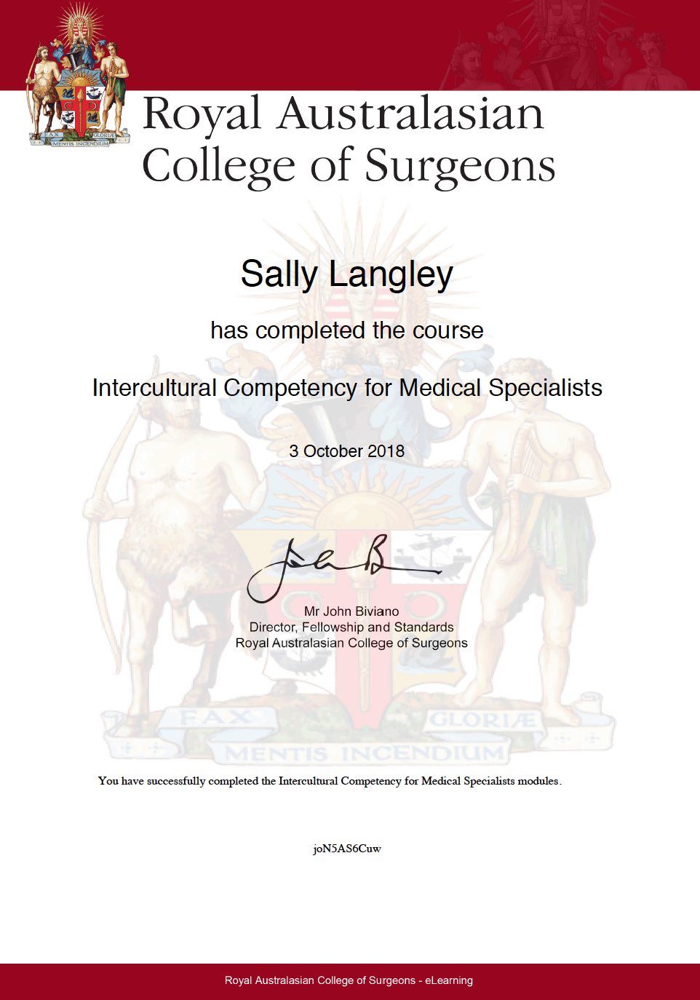 FAX
GLORIÆ
MENTIS INCENDIUM
Royal Australasian
College of Surgeons
Sally Langley
has completed the course
Intercultural Competency for Medical Specialists
3 October 2018
Mr John Biviano
Director, Fellowship and Standards
Royal Australasian College of Surgeons
FAX
GLORIÆ
MENTIS INCENDIUM
You have successfully completed the Intercultural Competency for Medical Specialists modules.
joN5AS6Cuw
Royal Australasian College of Surgeons - eLearning